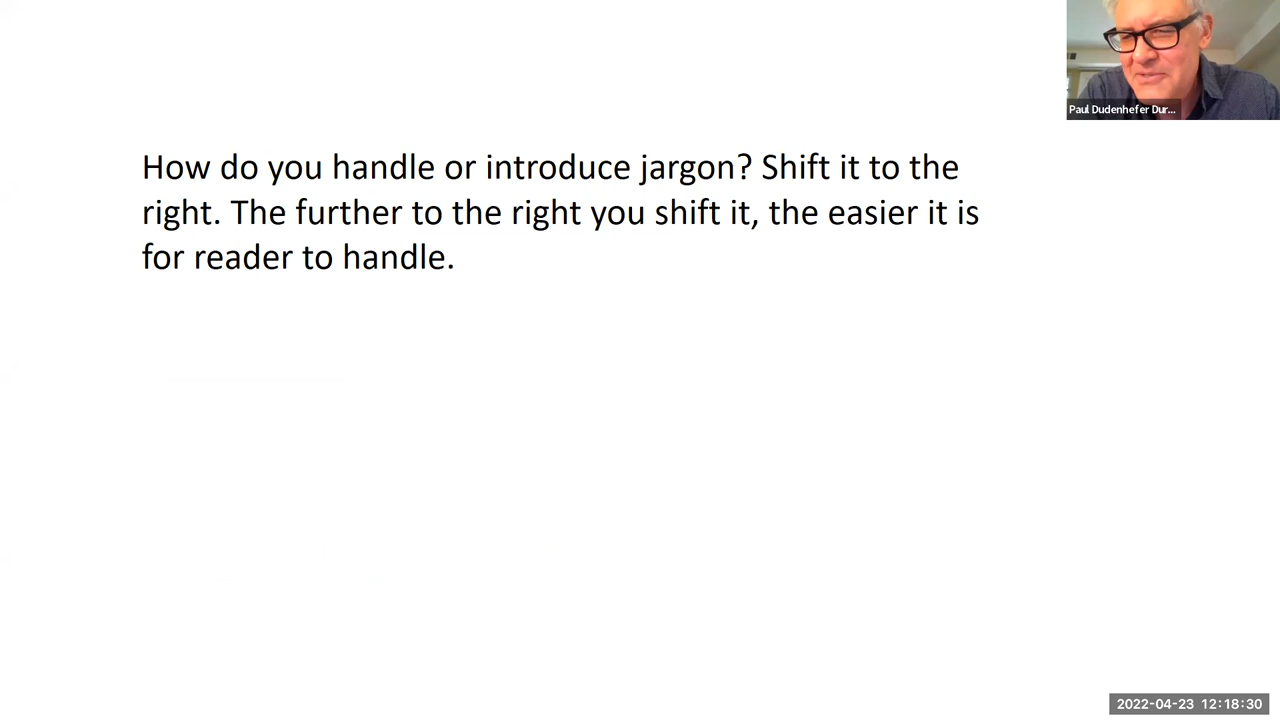 Paul Dudenhefer Dur...
How do you handle or introduce jargon? Shift it to the
right. The further to the right you shift it, the easier it is
for reader to handle.
2022-04-23 12:18:30